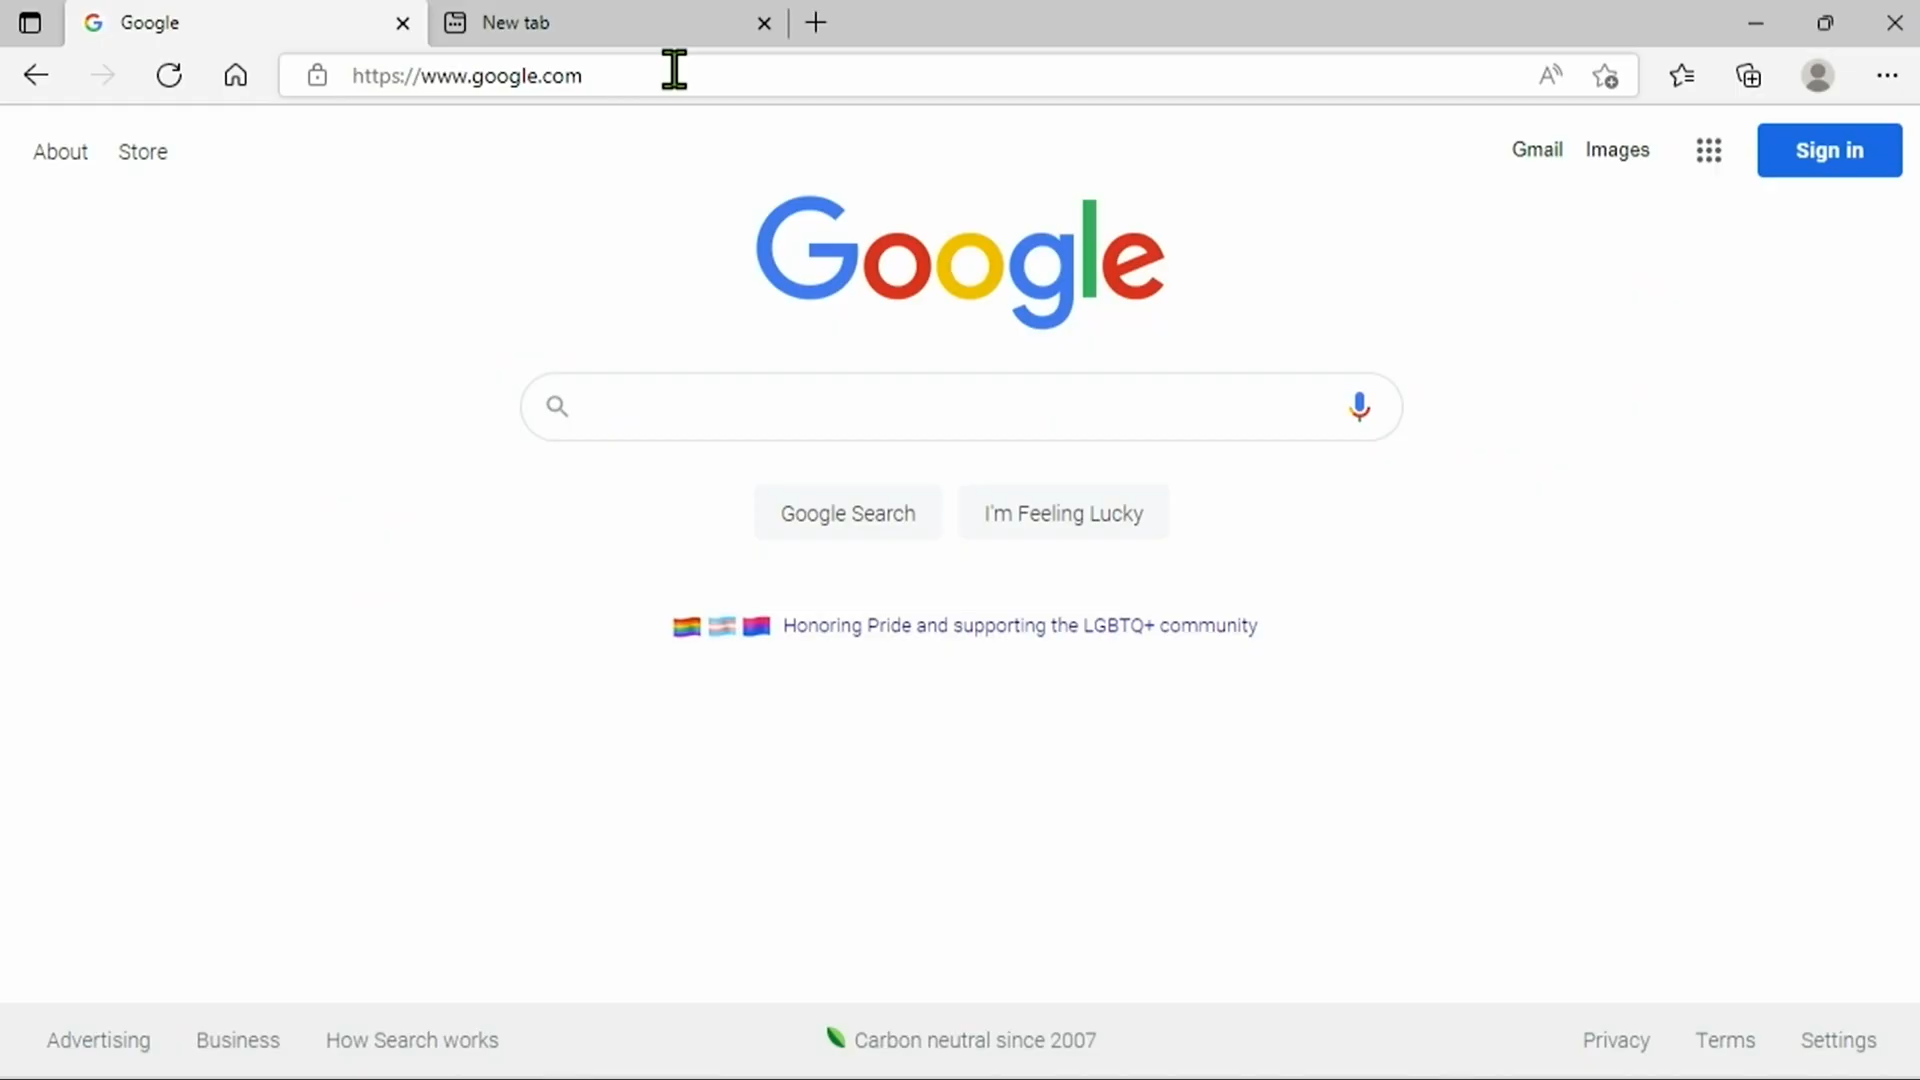 Google
New tab
https://www.google.com
About
Store
Gmail
Images
Sign in
Google
Google Search
I'm Feeling Lucky
Honoring Pride and supporting the LGBTQ+ community
Advertising
Business
How Search works
Carbon neutral since 2007
Privacy
Terms
Settings